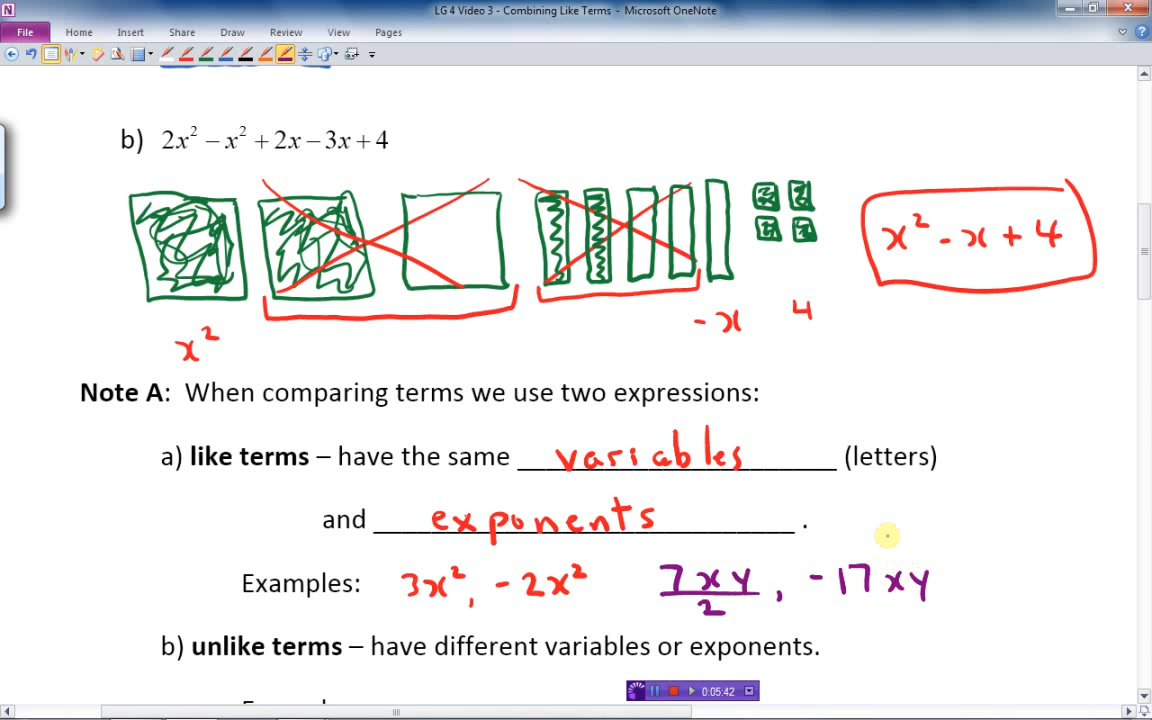 LG 4 Video 3 - Combining Like Terms - Microsoft OneNote
File Home Insert Share Draw Review View Pages
b) 2x² − x² + 2x − 3x + 4
x² - x + 4
x² - x 4
Note A: When comparing terms we use two expressions:
a) like terms – have the same variables (letters)
and exponents .
Examples: 3x², - 2x² 7xy/2, - 17xy
b) unlike terms – have different variables or exponents.
0:05:42